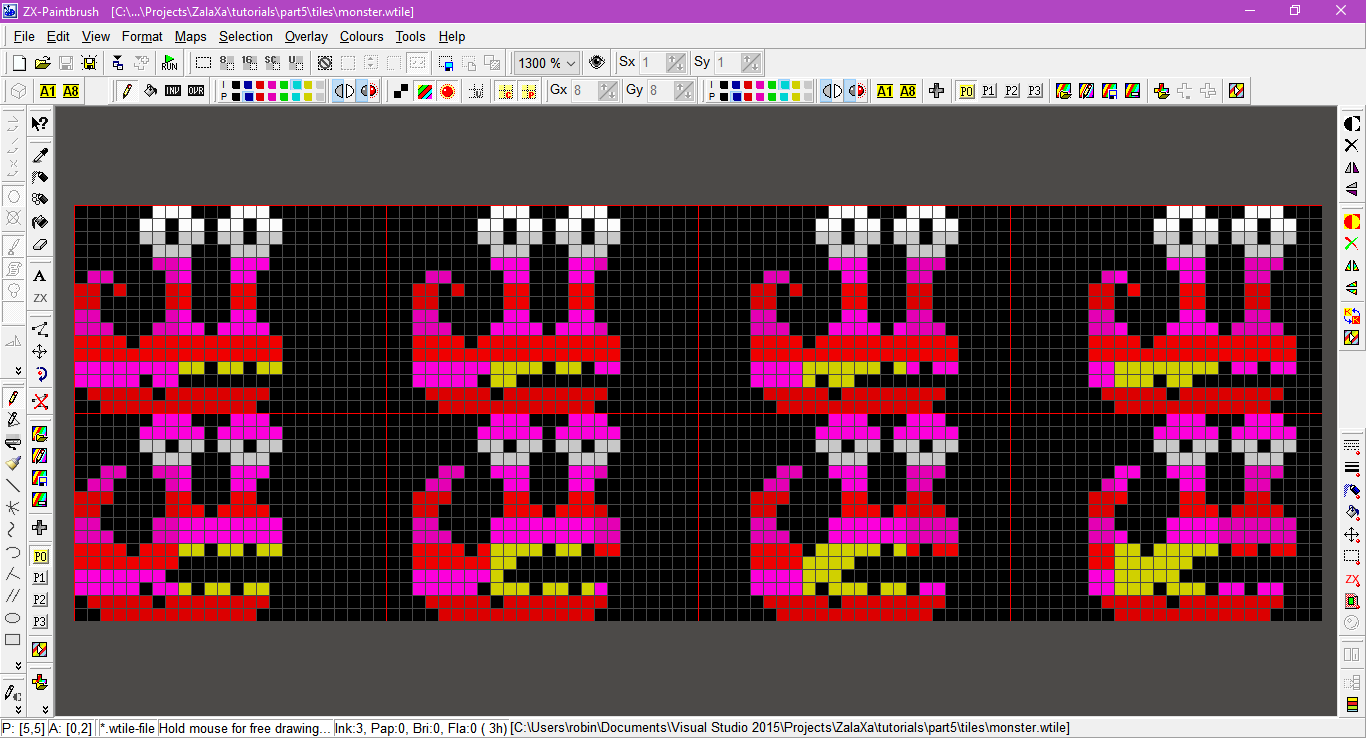 ZX-Paintbrush [C:\...\Projects\ZalaXa\tutorials\part5\tiles\monster.wtile]
File Edit View Format Maps Selection Overlay Colours Tools Help
RUN 8 16 SC U 1300 % Sx 1 Sy 1
A1 A8 INV OVR I P U C P Gx 8 Gy 8 I P A1 A8 P0 P1 P2 P3
?
A
ZX
P0
P1
P2
P3
K K
ZX
P: [5,5] A: [0,2] *.wtile-file Hold mouse for free drawing... Ink:3, Pap:0, Bri:0, Fla:0 ( 3h) [C:\Users\robin\Documents\Visual Studio 2015\Projects\ZalaXa\tutorials\part5\tiles\monster.wtile]